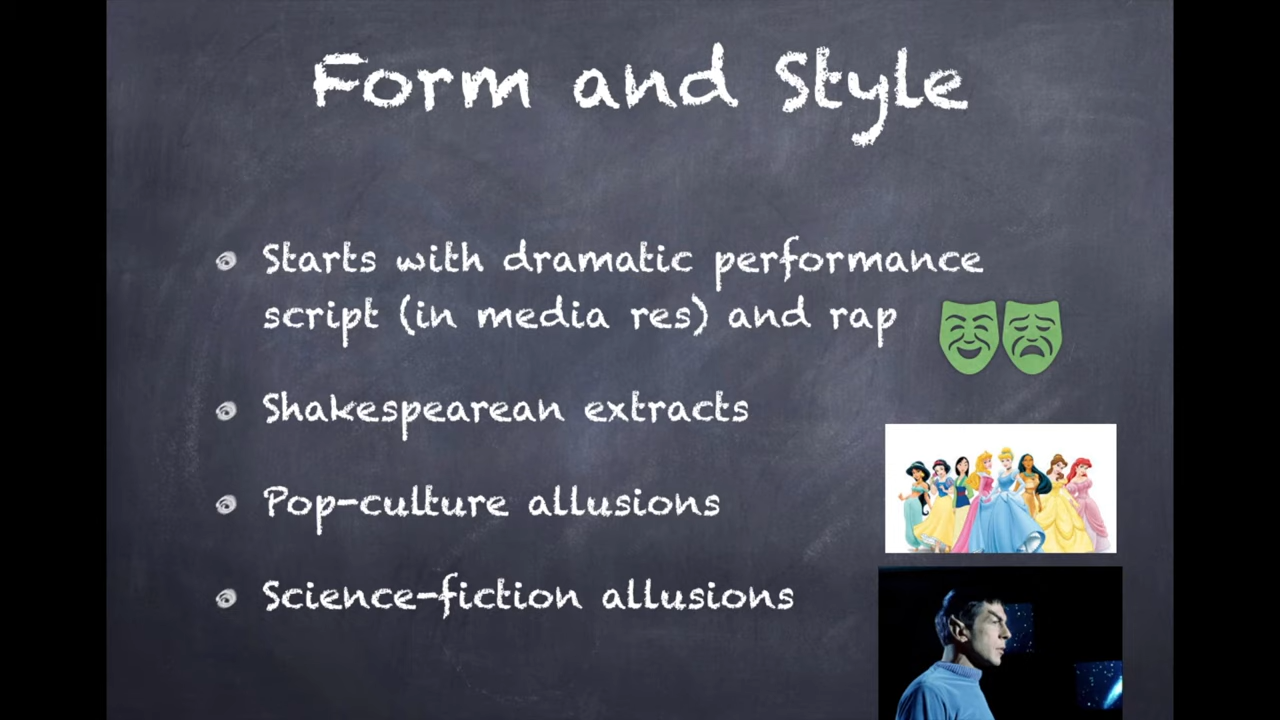 Form and Style
Starts with dramatic performance
script (in media res) and rap
Shakespearean extracts
Pop-culture allusions
Science-fiction allusions